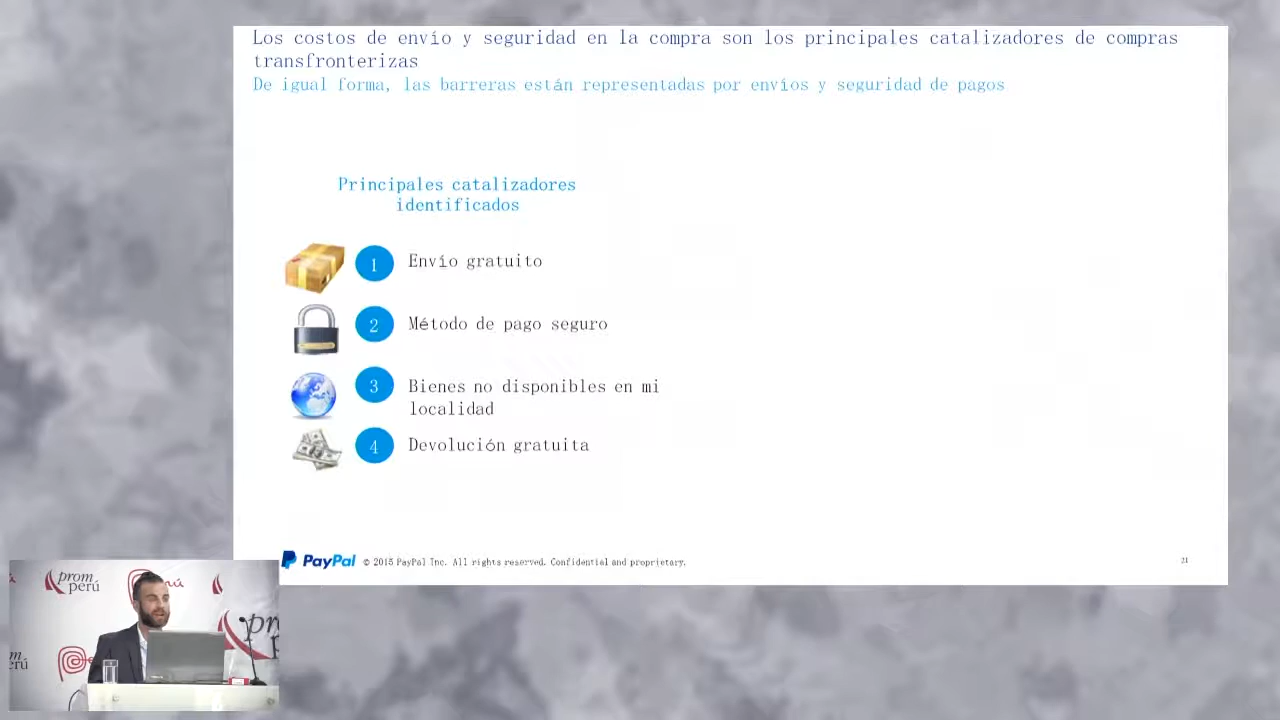 Los costos de envío y seguridad en la compra son los principales catalizadores de compras
transfronterizas
De igual forma, las barreras están representadas por envíos y seguridad de pagos
Principales catalizadores
identificados
1 Envío gratuito
2 Método de pago seguro
3 Bienes no disponibles en mi
localidad
4 Devolución gratuita
PayPal © 2015 PayPal Inc. All rights reserved. Confidential and proprietary.
21
prom
perú